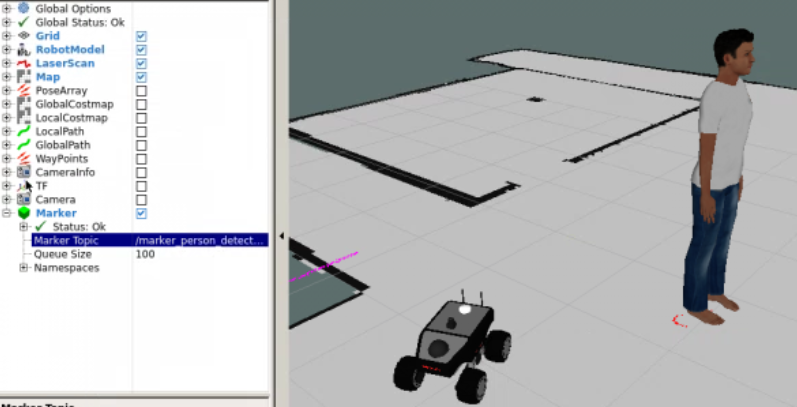 Global Options
Global Status: Ok
Grid
RobotModel
LaserScan
Map
PoseArray
GlobalCostmap
LocalCostmap
LocalPath
GlobalPath
WayPoints
CameraInfo
TF
Camera
Marker
Status: Ok
Marker Topic /marker_person_detect...
Queue Size 100
Namespaces
Marker Topic